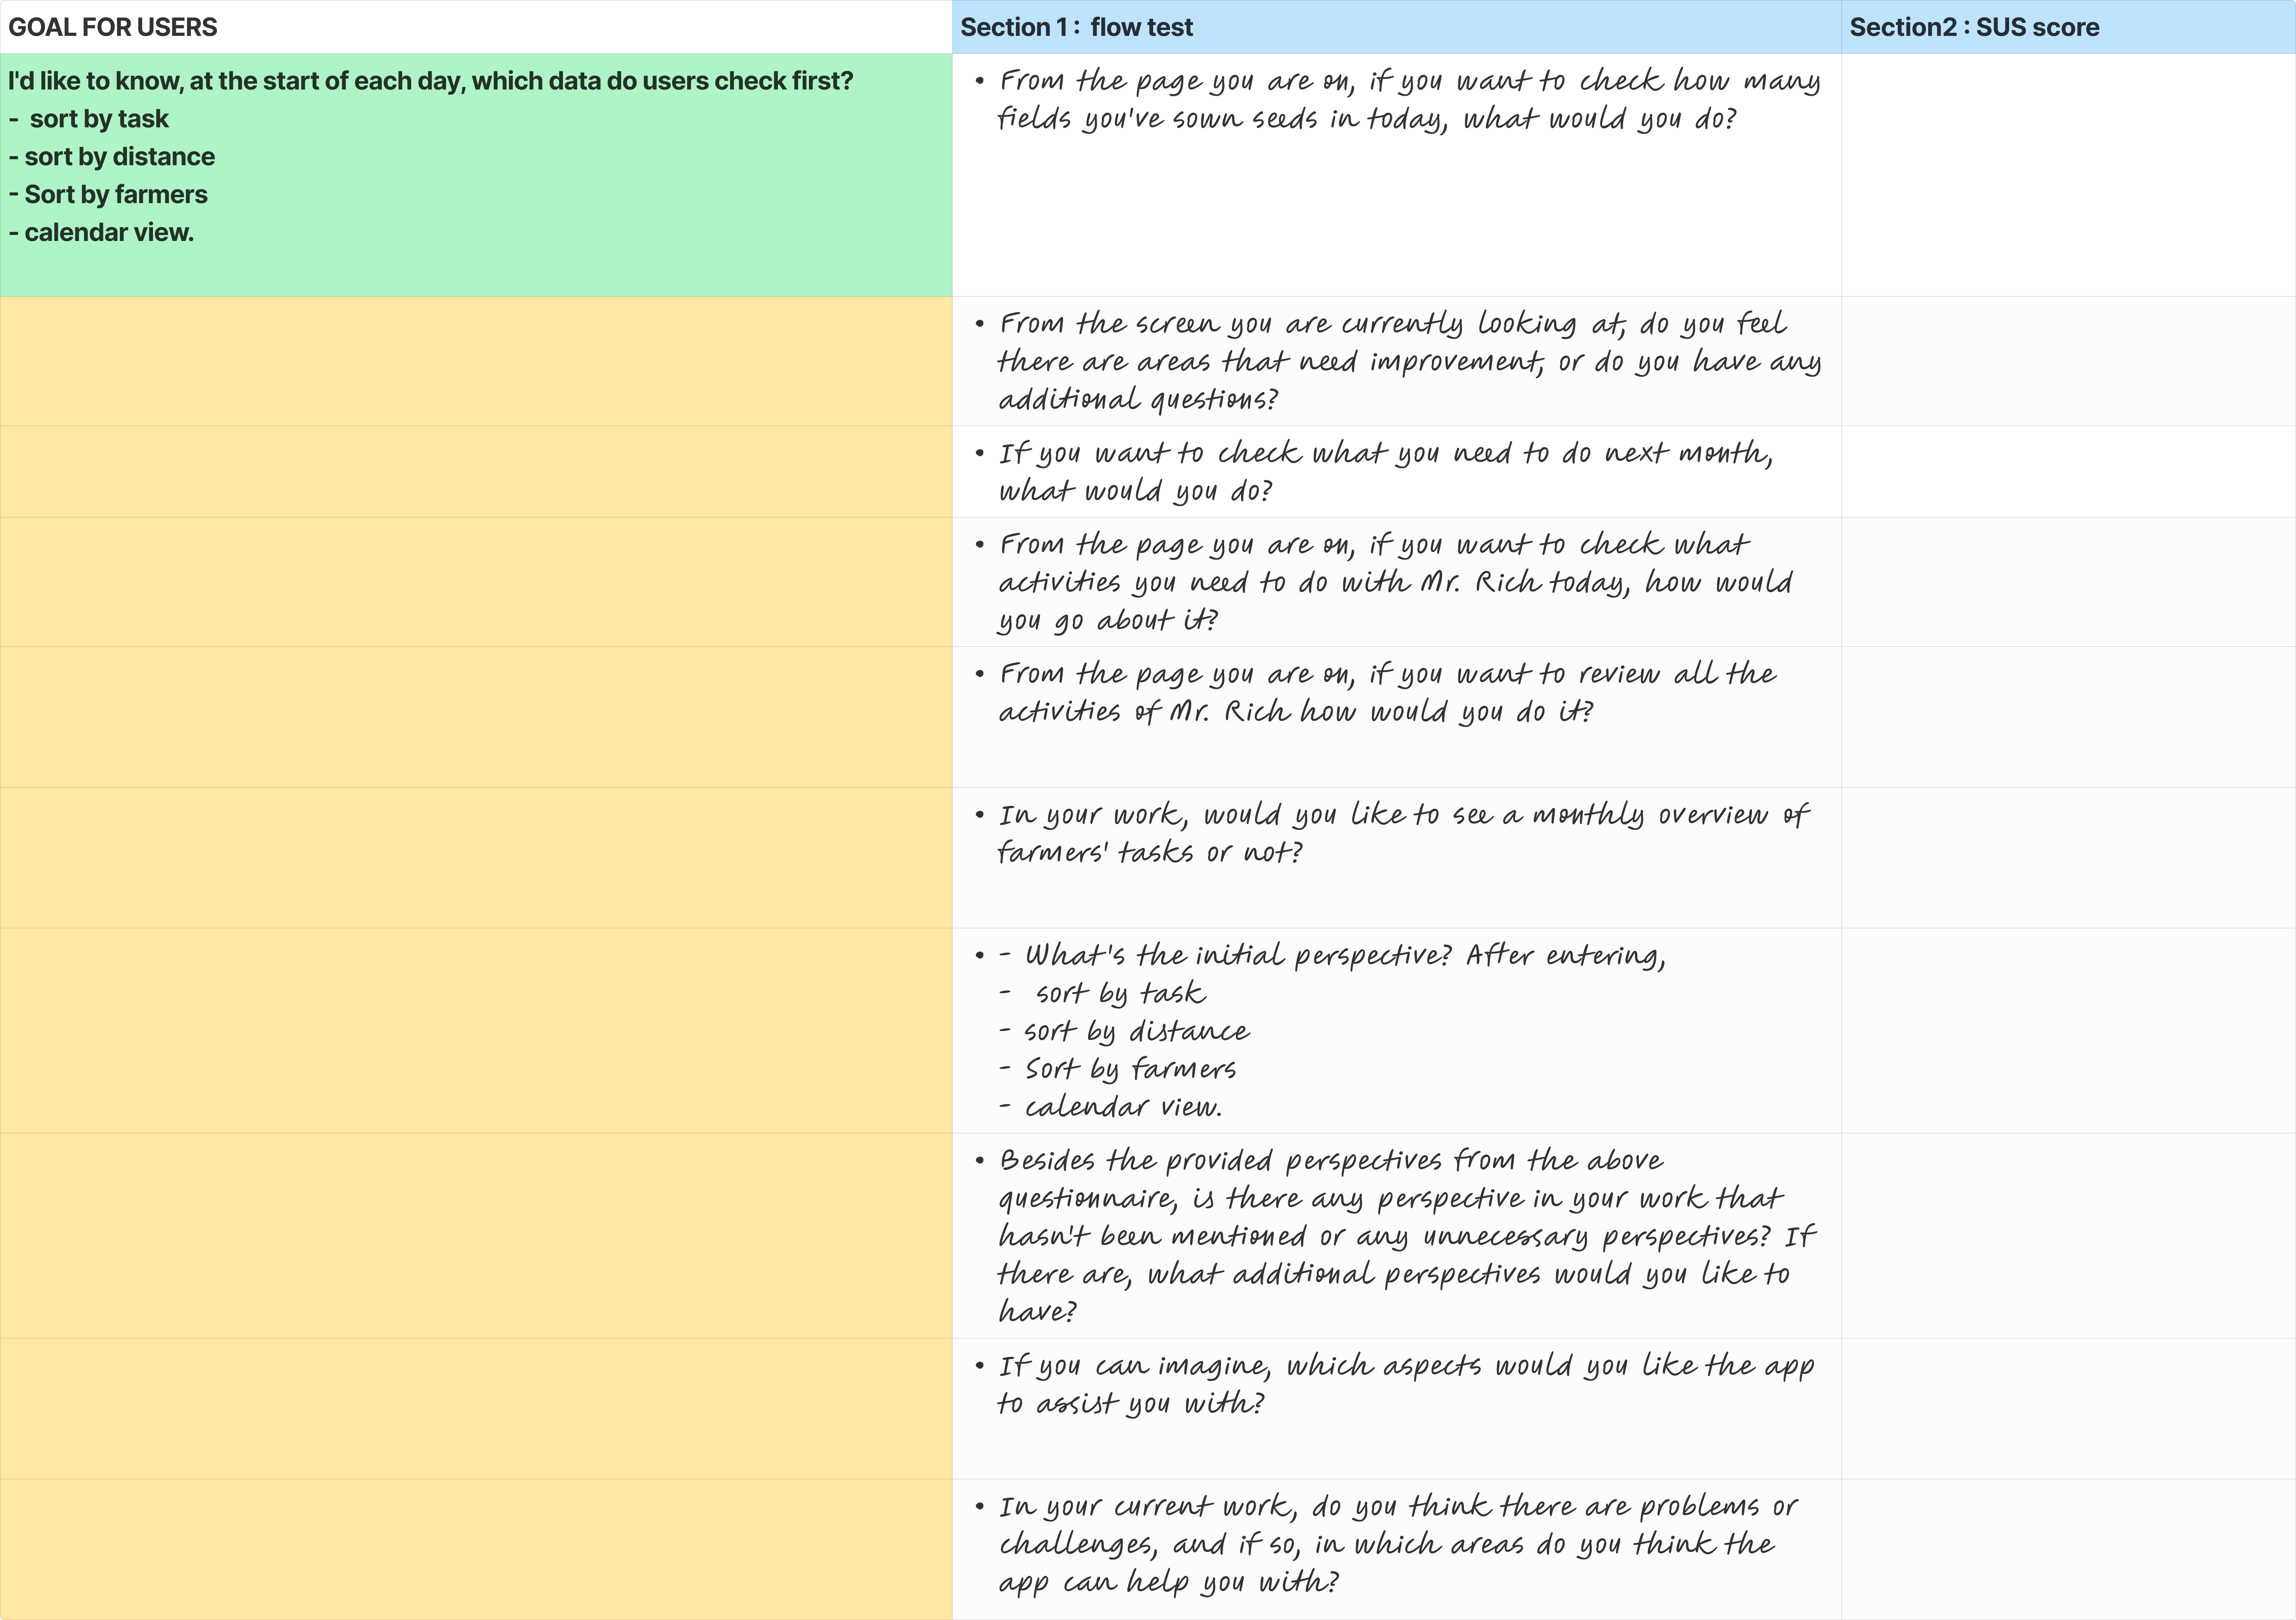 GOAL FOR USERS
Section 1 : flow test
Section2 : SUS score
I'd like to know, at the start of each day, which data do users check first?
- sort by task
- sort by distance
- Sort by farmers
- calendar view.
• From the page you are on, if you want to check how many
fields you've sown seeds in today, what would you do?
• From the screen you are currently looking at, do you feel
there are areas that need improvement, or do you have any
additional questions?
• If you want to check what you need to do next month,
what would you do?
• From the page you are on, if you want to check what
activities you need to do with Mr. Rich today, how would
you go about it?
• From the page you are on, if you want to review all the
activities of Mr. Rich how would you do it?
• In your work, would you like to see a monthly overview of
farmers' tasks or not?
• - What's the initial perspective? After entering,
- sort by task
- sort by distance
- Sort by farmers
- calendar view.
• Besides the provided perspectives from the above
questionnaire, is there any perspective in your work that
hasn't been mentioned or any unnecessary perspectives? If
there are, what additional perspectives would you like to
have?
• If you can imagine, which aspects would you like the app
to assist you with?
• In your current work, do you think there are problems or
challenges, and if so, in which areas do you think the
app can help you with?